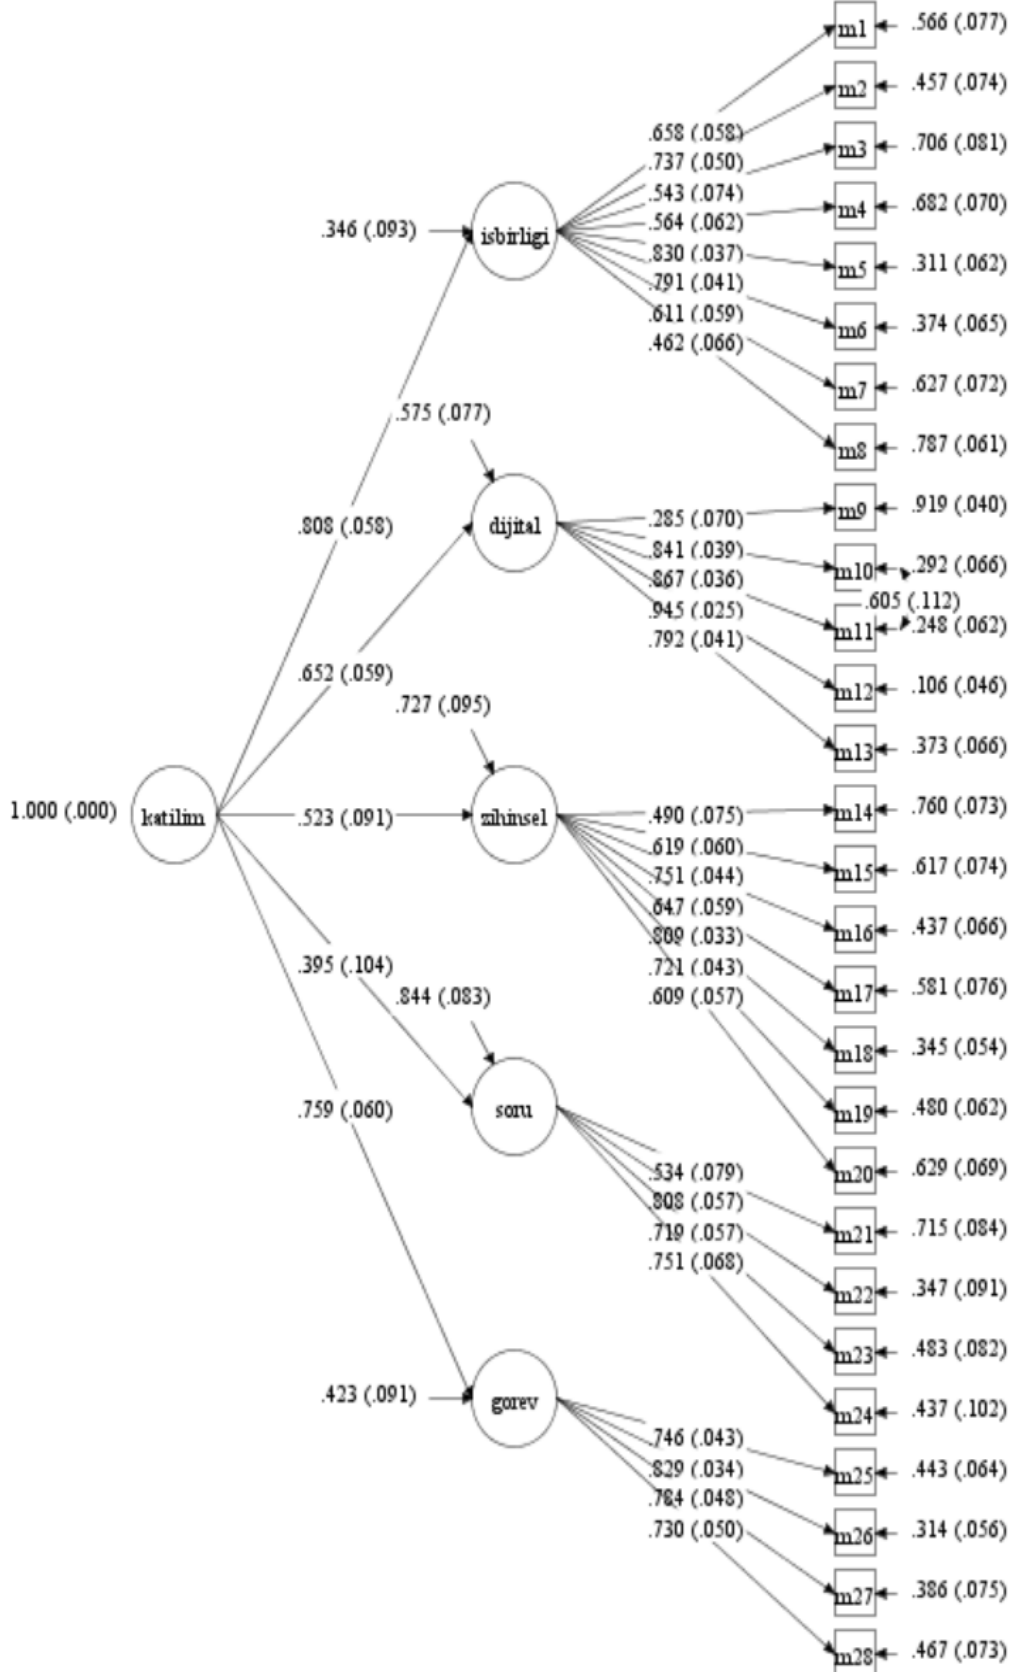 m1 .566 (.077)
m2 .457 (.074)
.658 (.058)
m3 .706 (.081)
.737 (.050)
.543 (.074)
m4 .682 (.070)
.564 (.062)
.346 (.093) isbirligi
.830 (.037)
m5 .311 (.062)
.791 (.041)
.611 (.059)
m6 .374 (.065)
.462 (.066)
m7 .627 (.072)
.575 (.077)
m8 .787 (.061)
m9 .919 (.040)
.285 (.070)
.808 (.058) dijital
.841 (.039)
m10 .292 (.066)
.867 (.036)
.605 (.112)
.945 (.025)
m11 .248 (.062)
.792 (.041)
.652 (.059)
m12 .106 (.046)
.727 (.095)
m13 .373 (.066)
1.000 (.000) katilim .523 (.091) zihinsel .490 (.075) m14 .760 (.073)
.619 (.060)
m15 .617 (.074)
.751 (.044)
.647 (.059)
m16 .437 (.066)
.809 (.033)
.395 (.104)
.721 (.043)
m17 .581 (.076)
.844 (.083) .609 (.057)
m18 .345 (.054)
.759 (.060) soru m19 .480 (.062)
m20 .629 (.069)
.534 (.079)
.808 (.057)
m21 .715 (.084)
.719 (.057)
.751 (.068)
m22 .347 (.091)
m23 .483 (.082)
.423 (.091) gorev
m24 .437 (.102)
.746 (.043)
.829 (.034)
m25 .443 (.064)
.784 (.048)
.730 (.050)
m26 .314 (.056)
m27 .386 (.075)
m28 .467 (.073)